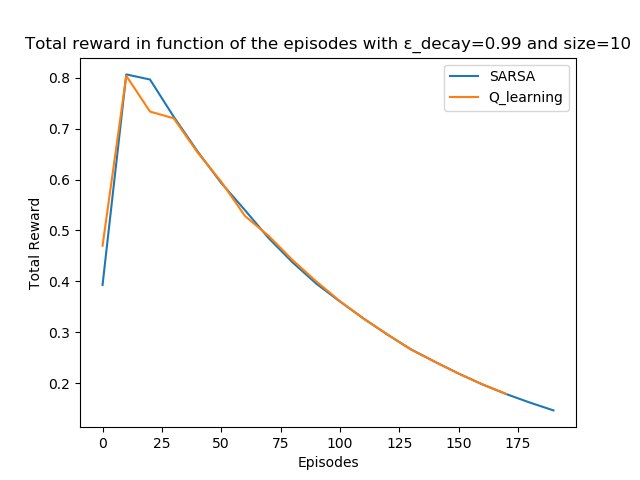 Total reward in function of the episodes with ε_decay=0.99 and size=10
SARSA
Q_learning
Total Reward
0.8
0.7
0.6
0.5
0.4
0.3
0.2
0 25 50 75 100 125 150 175
Episodes